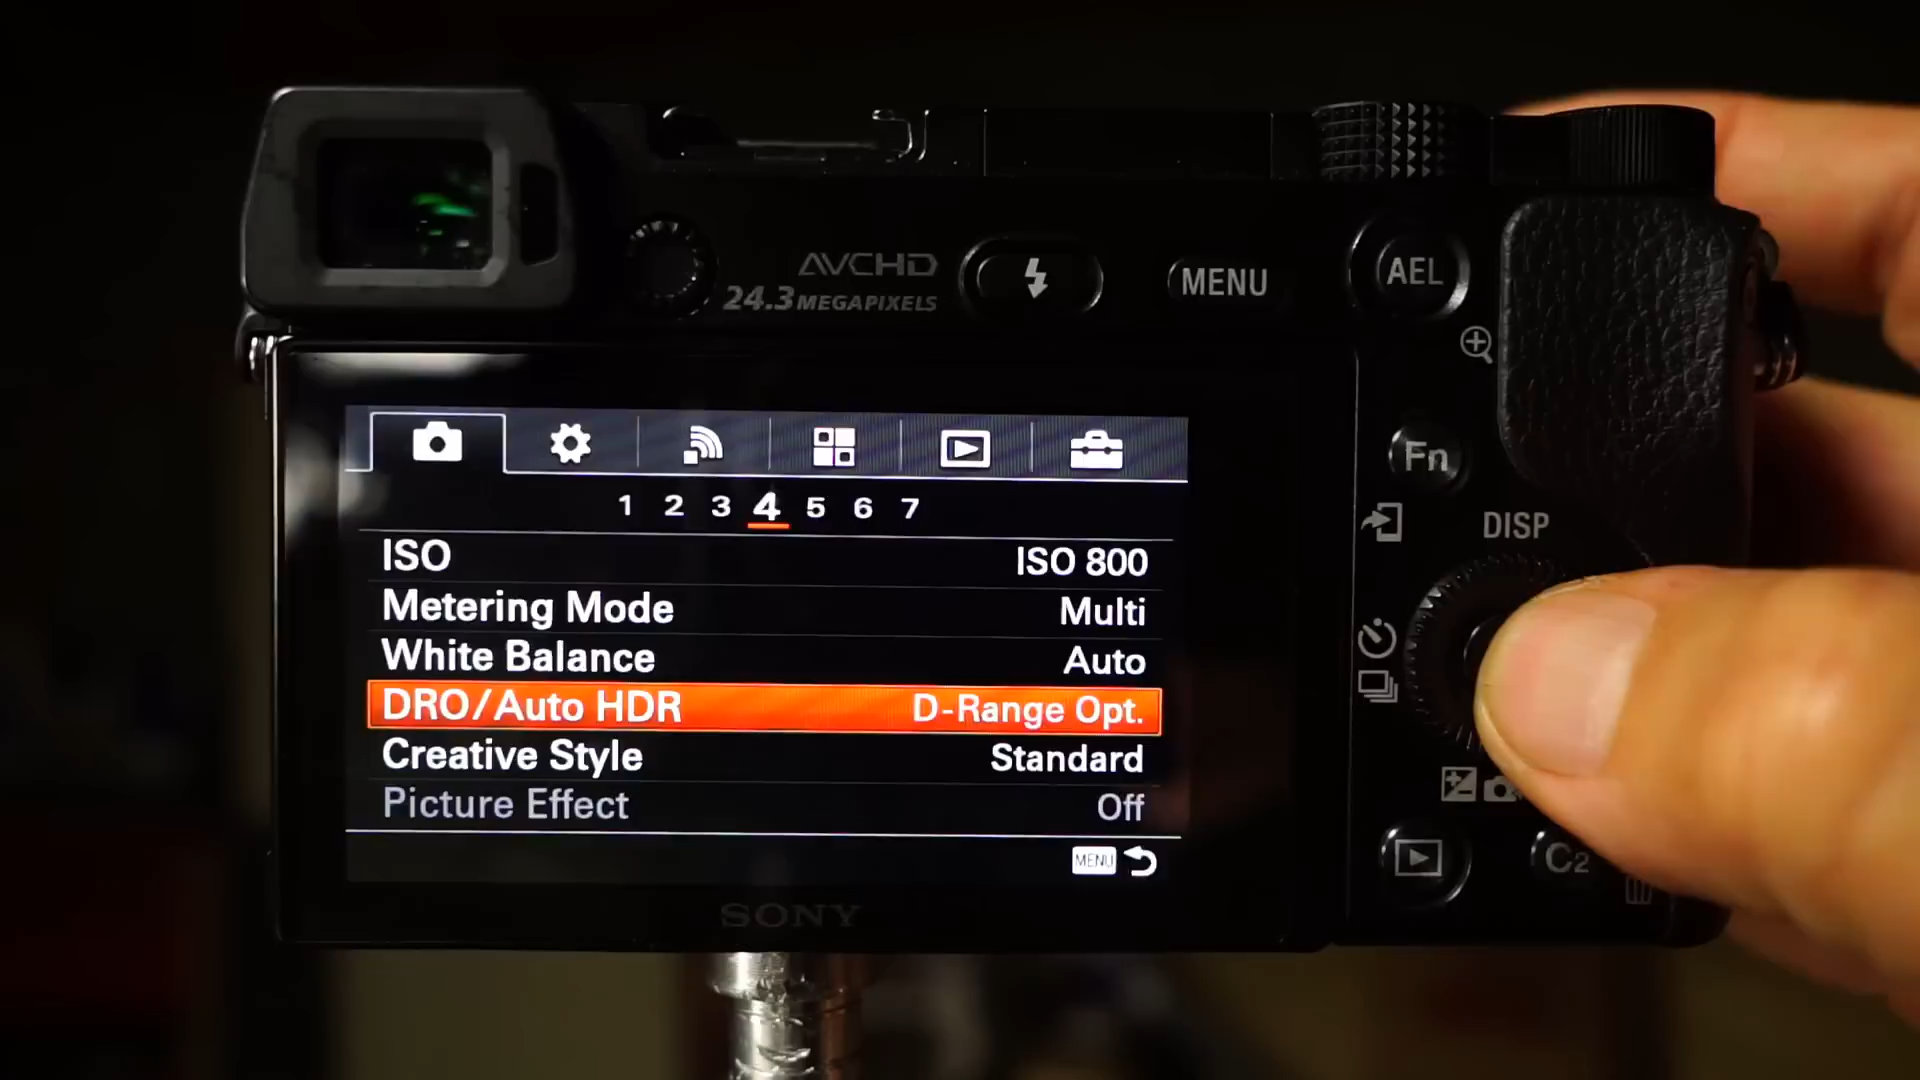 AVCHD
24.3 MEGAPIXELS
MENU
AEL
Fn
DISP
1 2 3 4 5 6 7
ISO ISO 800
Metering Mode Multi
White Balance Auto
DRO/Auto HDR D-Range Opt.
Creative Style Standard
Picture Effect Off
MENU
C2
SONY